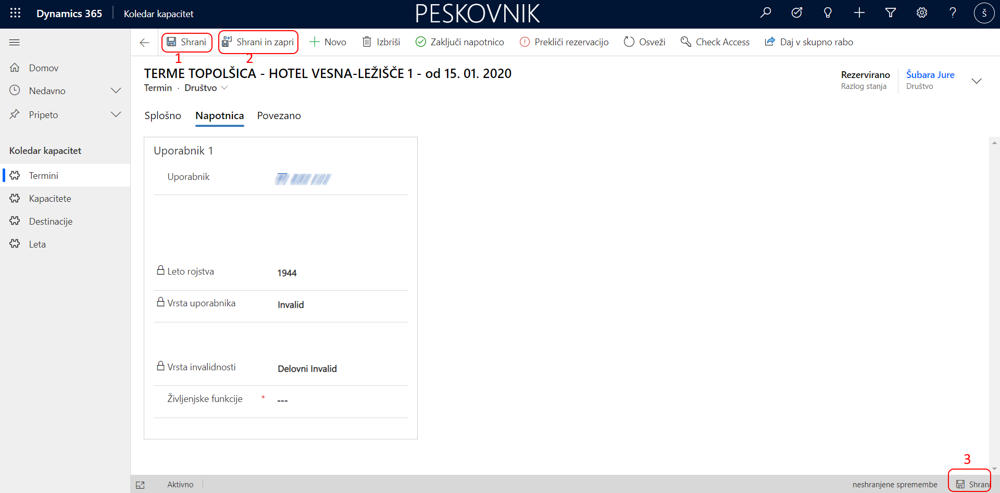 Dynamics 365
Koledar kapacitet
PESKOVNIK
Š
Shrani
Shrani in zapri
Novo
Izbriši
Zaključi napotnico
Prekliči rezervacijo
Osveži
Check Access
Daj v skupno rabo
1
2
Domov
Nedavno
Pripeto
Koledar kapacitet
Termini
Kapacitete
Destinacije
Leta
TERME TOPOLŠICA - HOTEL VESNA-LEŽIŠČE 1 - od 15. 01. 2020
Termin · Društvo
Rezervirano
Razlog stanja
Šubara Jure
Društvo
Splošno
Napotnica
Povezano
Uporabnik 1
Uporabnik
Leto rojstva
1944
Vrsta uporabnika
Invalid
Vrsta invalidnosti
Delovni Invalid
Življenjske funkcije * ---
3
Aktivno
neshranjene spremembe
Shrani